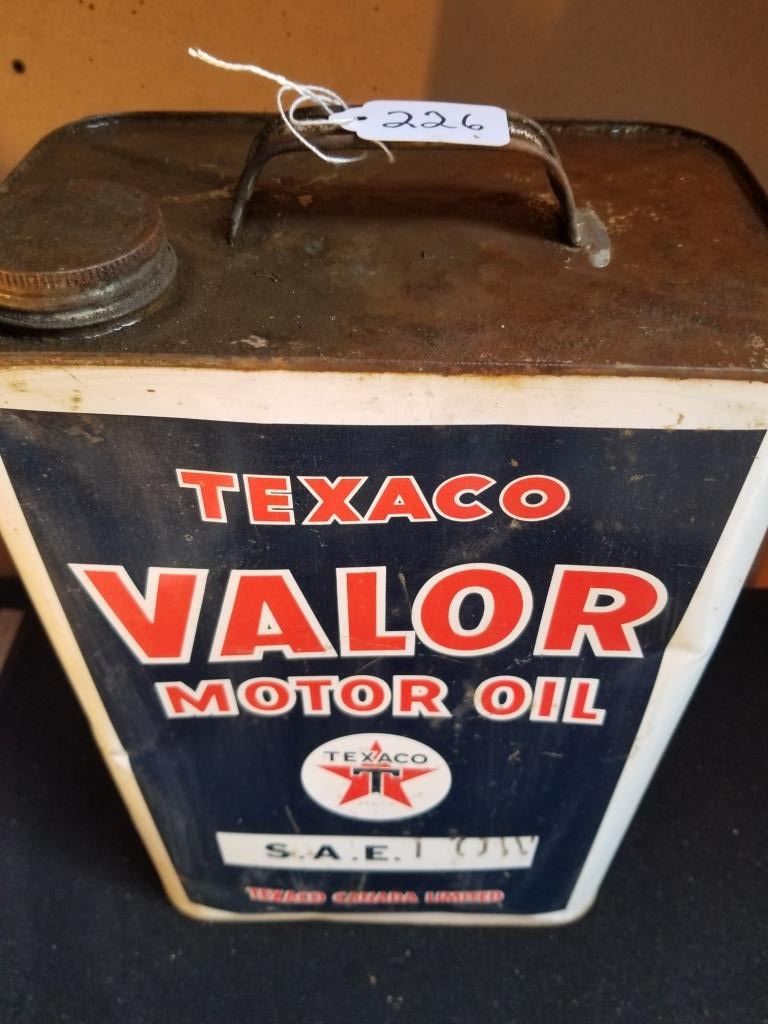 226
TEXACO
VALOR
MOTOR OIL
TEXACO
T
S.A.E.
TEXACO CANADA LIMITED